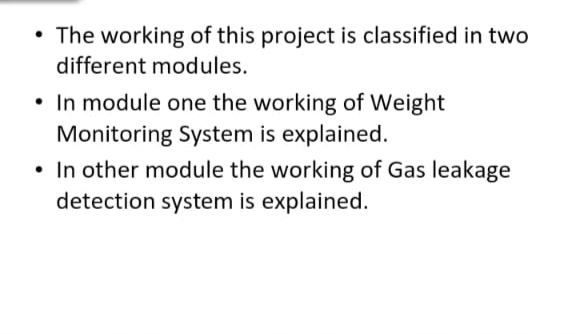 • The working of this project is classified in two
different modules.
• In module one the working of Weight
Monitoring System is explained.
• In other module the working of Gas leakage
detection system is explained.